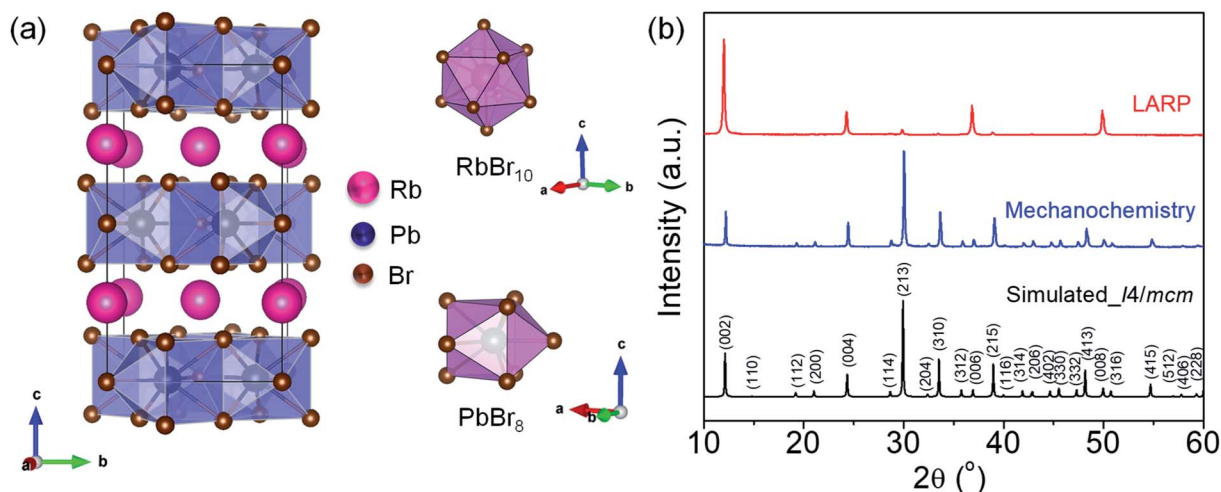 (a)
Rb
Pb
Br
RbBr10
c
a
b
PbBr8
c
a
b
c
a
b
(b)
Intensity (a.u.)
LARP
Mechanochemistry
Simulated_I4/mcm
(002)
(110)
(112)
(200)
(004)
(114)
(213)
(204)
(310)
(312)
(006)
(215)
(116)
(314)
(206)
(402)
(330)
(332)
(413)
(008)
(316)
(415)
(512)
(406)
(228)
10 20 30 40 50 60
2θ (°)